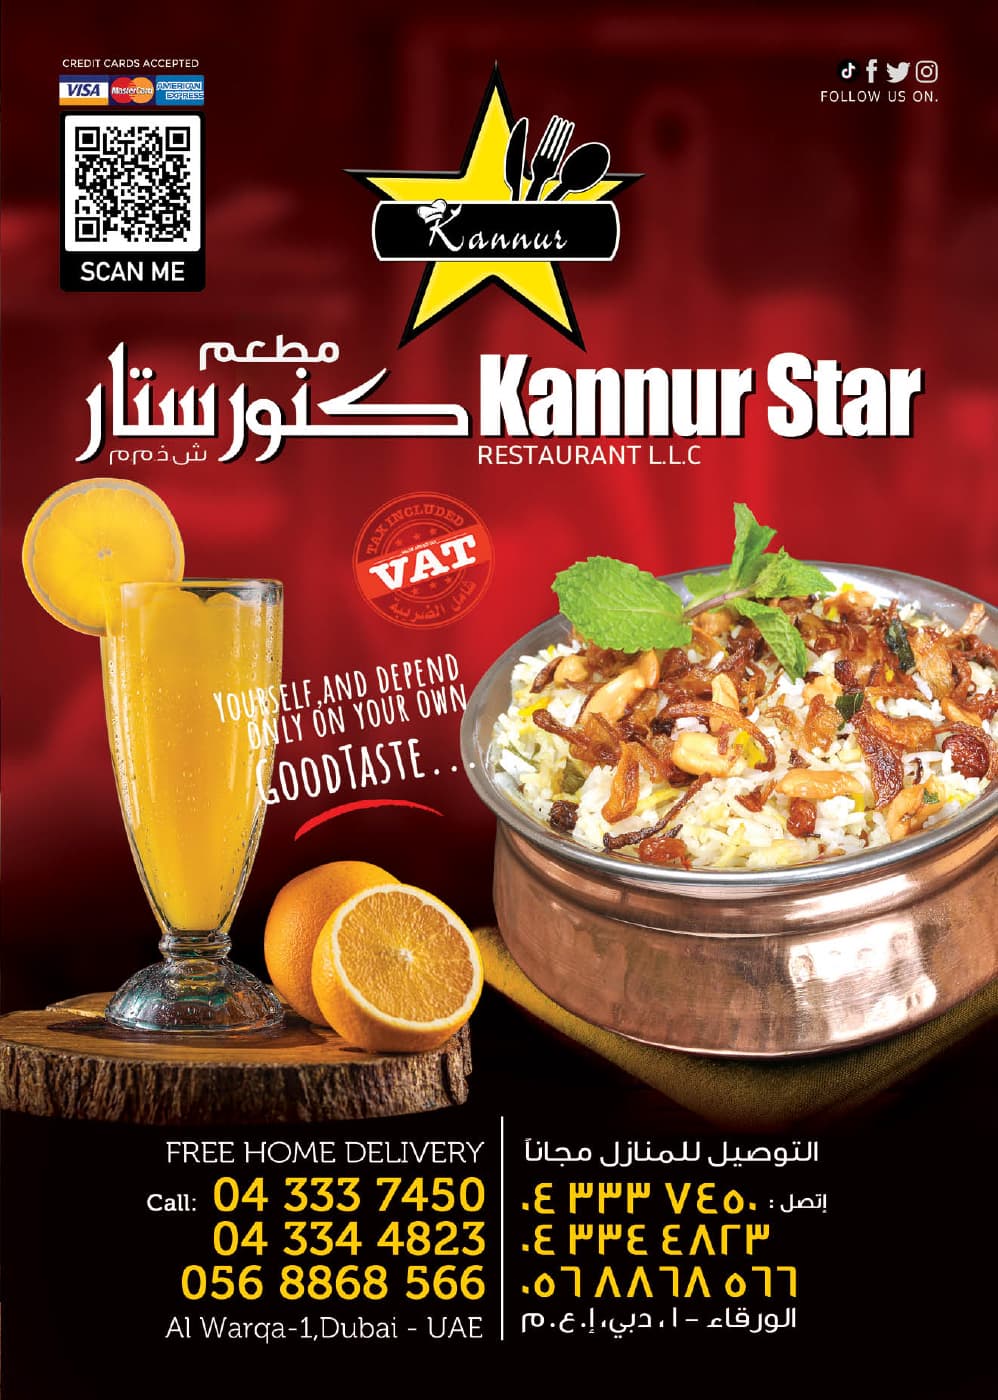 CREDIT CARDS ACCEPTED
VISA MasterCard AMERICAN EXPRESS
SCAN ME
FOLLOW US ON.
Kannur
مطعم
كنور ستار
ش ذ م م
Kannur Star
RESTAURANT L.L.C
TAX INCLUDED
VAT
شامل الضريبة
YOURSELF,AND DEPEND
ONLY ON YOUR OWN
GOODTASTE...
FREE HOME DELIVERY
Call: 04 333 7450
04 334 4823
056 8868 566
Al Warqa-1,Dubai - UAE
التوصيل للمنازل مجاناً
إتصل : ٠٤ ٣٣٣ ٧٤٥٠
٠٤ ٣٣٤ ٤٨٢٣
٠٥٦ ٨٨٦٨ ٥٦٦
الورقاء - ١، دبي، إ.ع.م